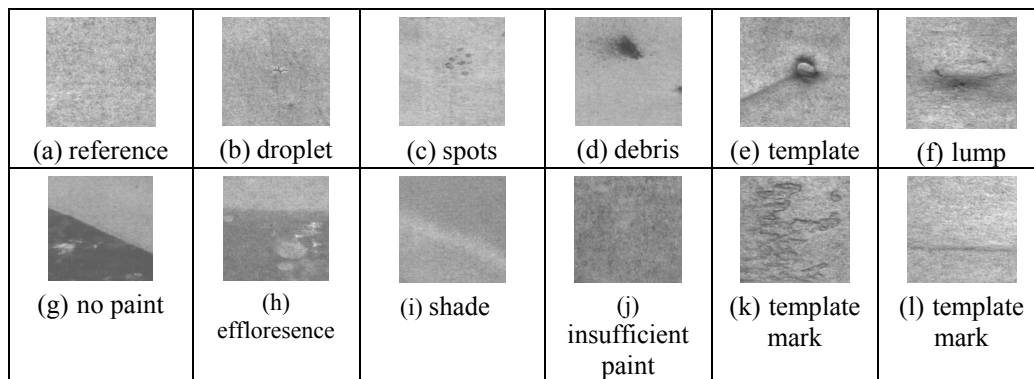 (a) reference
(b) droplet
(c) spots
(d) debris
(e) template
(f) lump
(g) no paint
(h)
effloresence
(i) shade
(j)
insufficient
paint
(k) template
mark
(l) template
mark